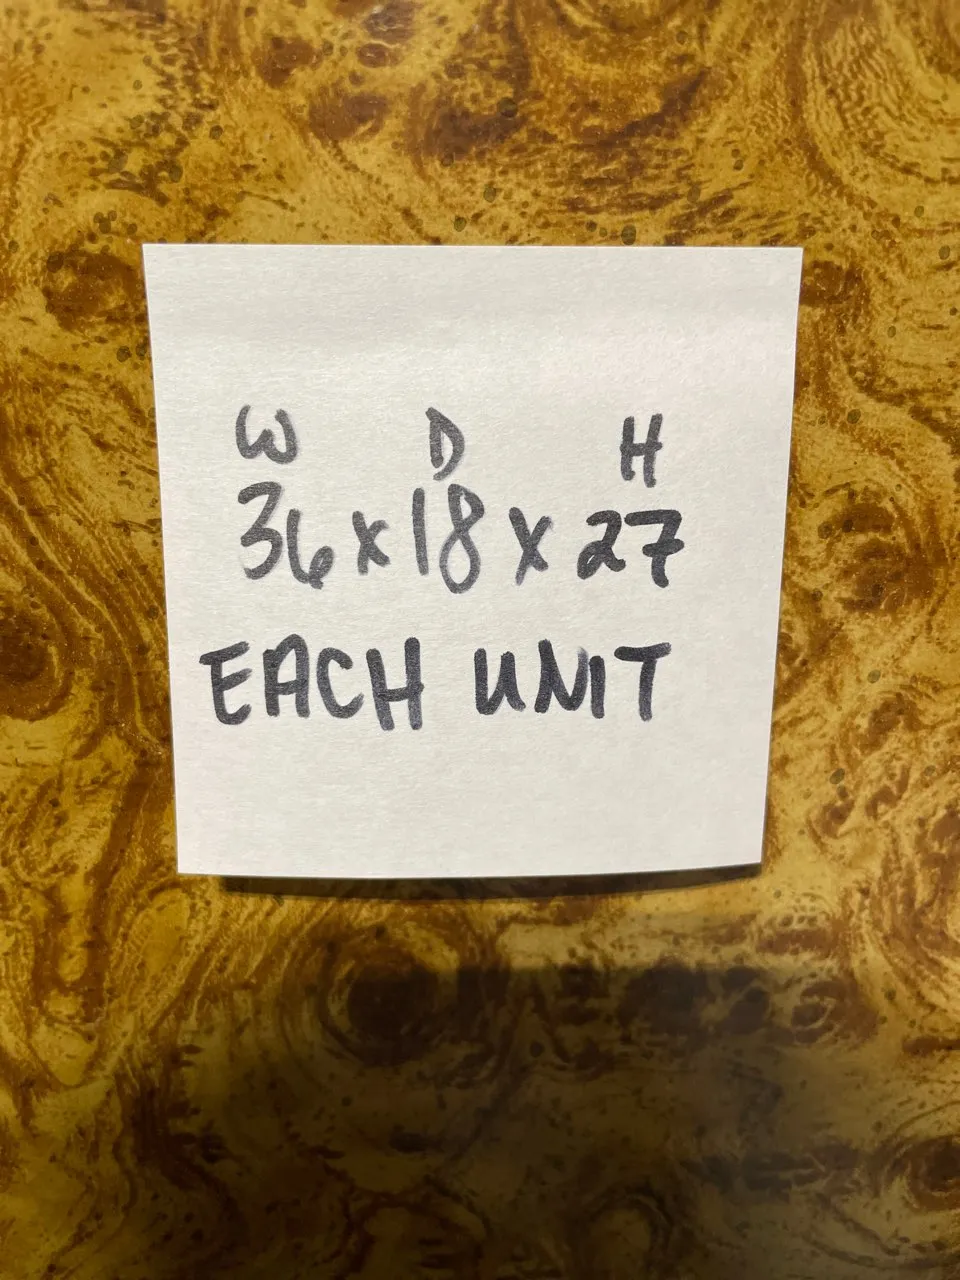 W D H
36 x 18 x 27
EACH UNIT